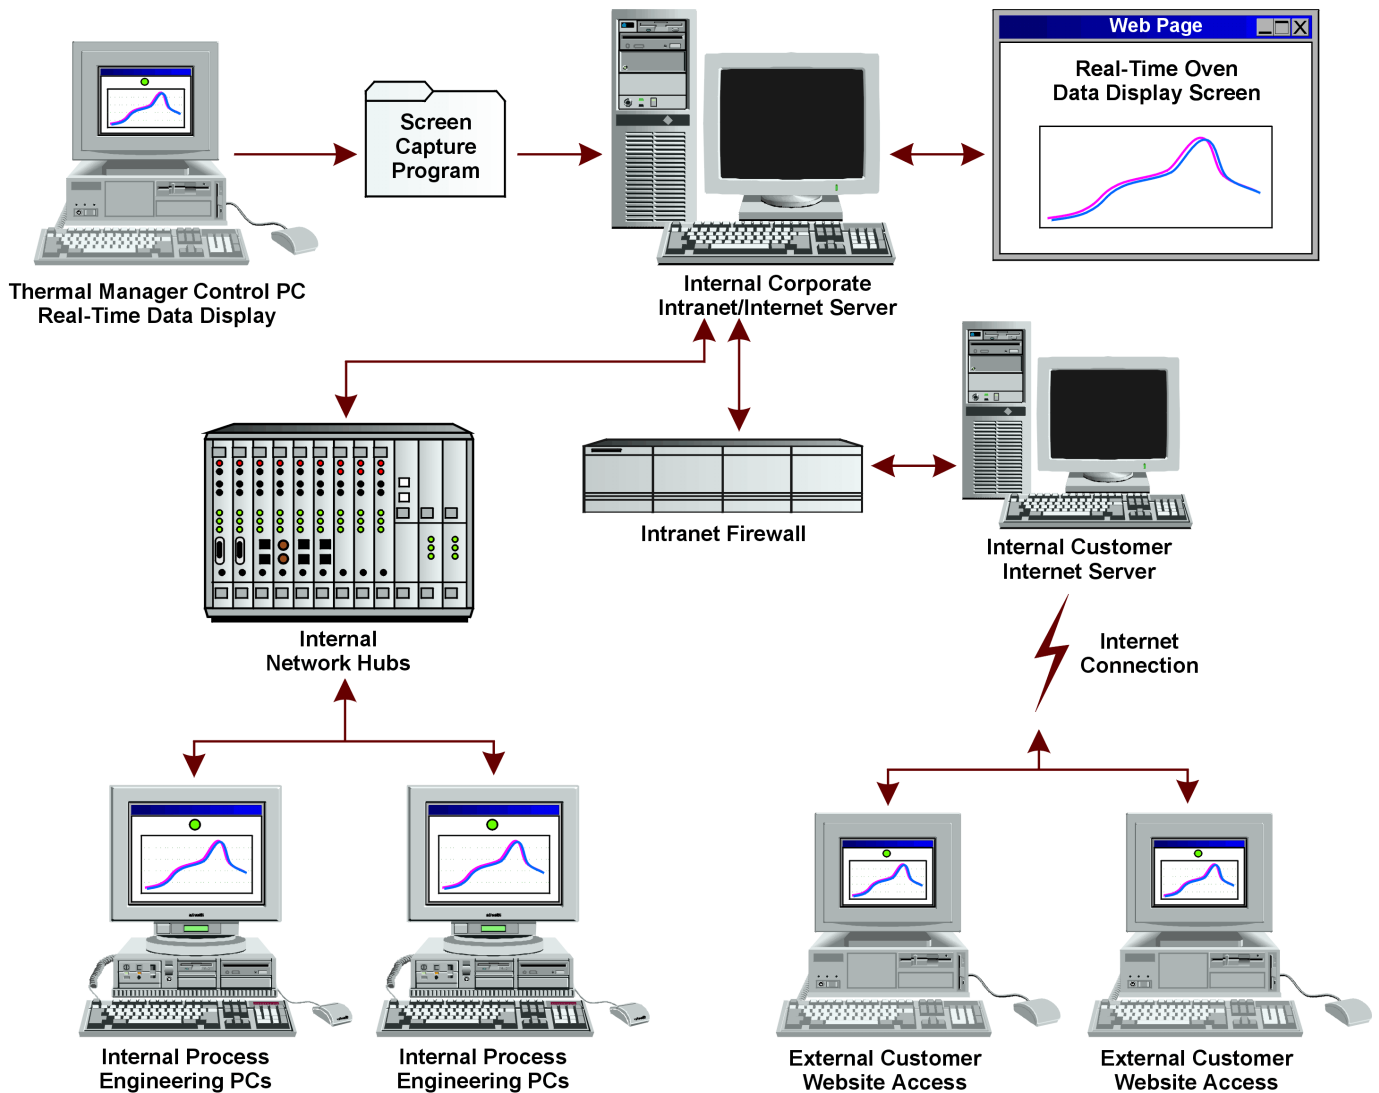 Web Page
Real-Time Oven
Data Display Screen
Screen
Capture
Program
Thermal Manager Control PC
Real-Time Data Display
Internal Corporate
Intranet/Internet Server
Intranet Firewall
Internal Customer
Internet Server
Internal
Network Hubs
Internet
Connection
Internal Process
Engineering PCs
Internal Process
Engineering PCs
External Customer
Website Access
External Customer
Website Access